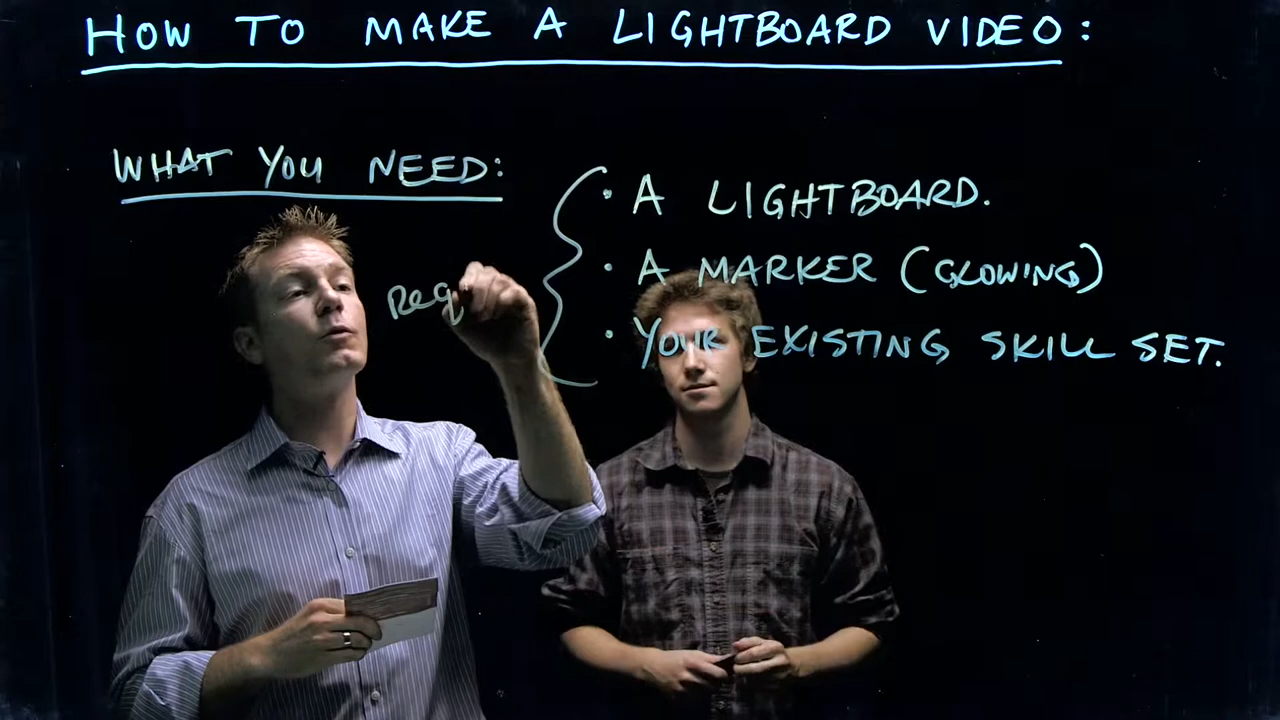 HOW TO MAKE A LIGHTBOARD VIDEO:
WHAT YOU NEED:
• A LIGHTBOARD.
• A MARKER (GLOWING)
Req
• YOUR EXISTING SKILL SET.